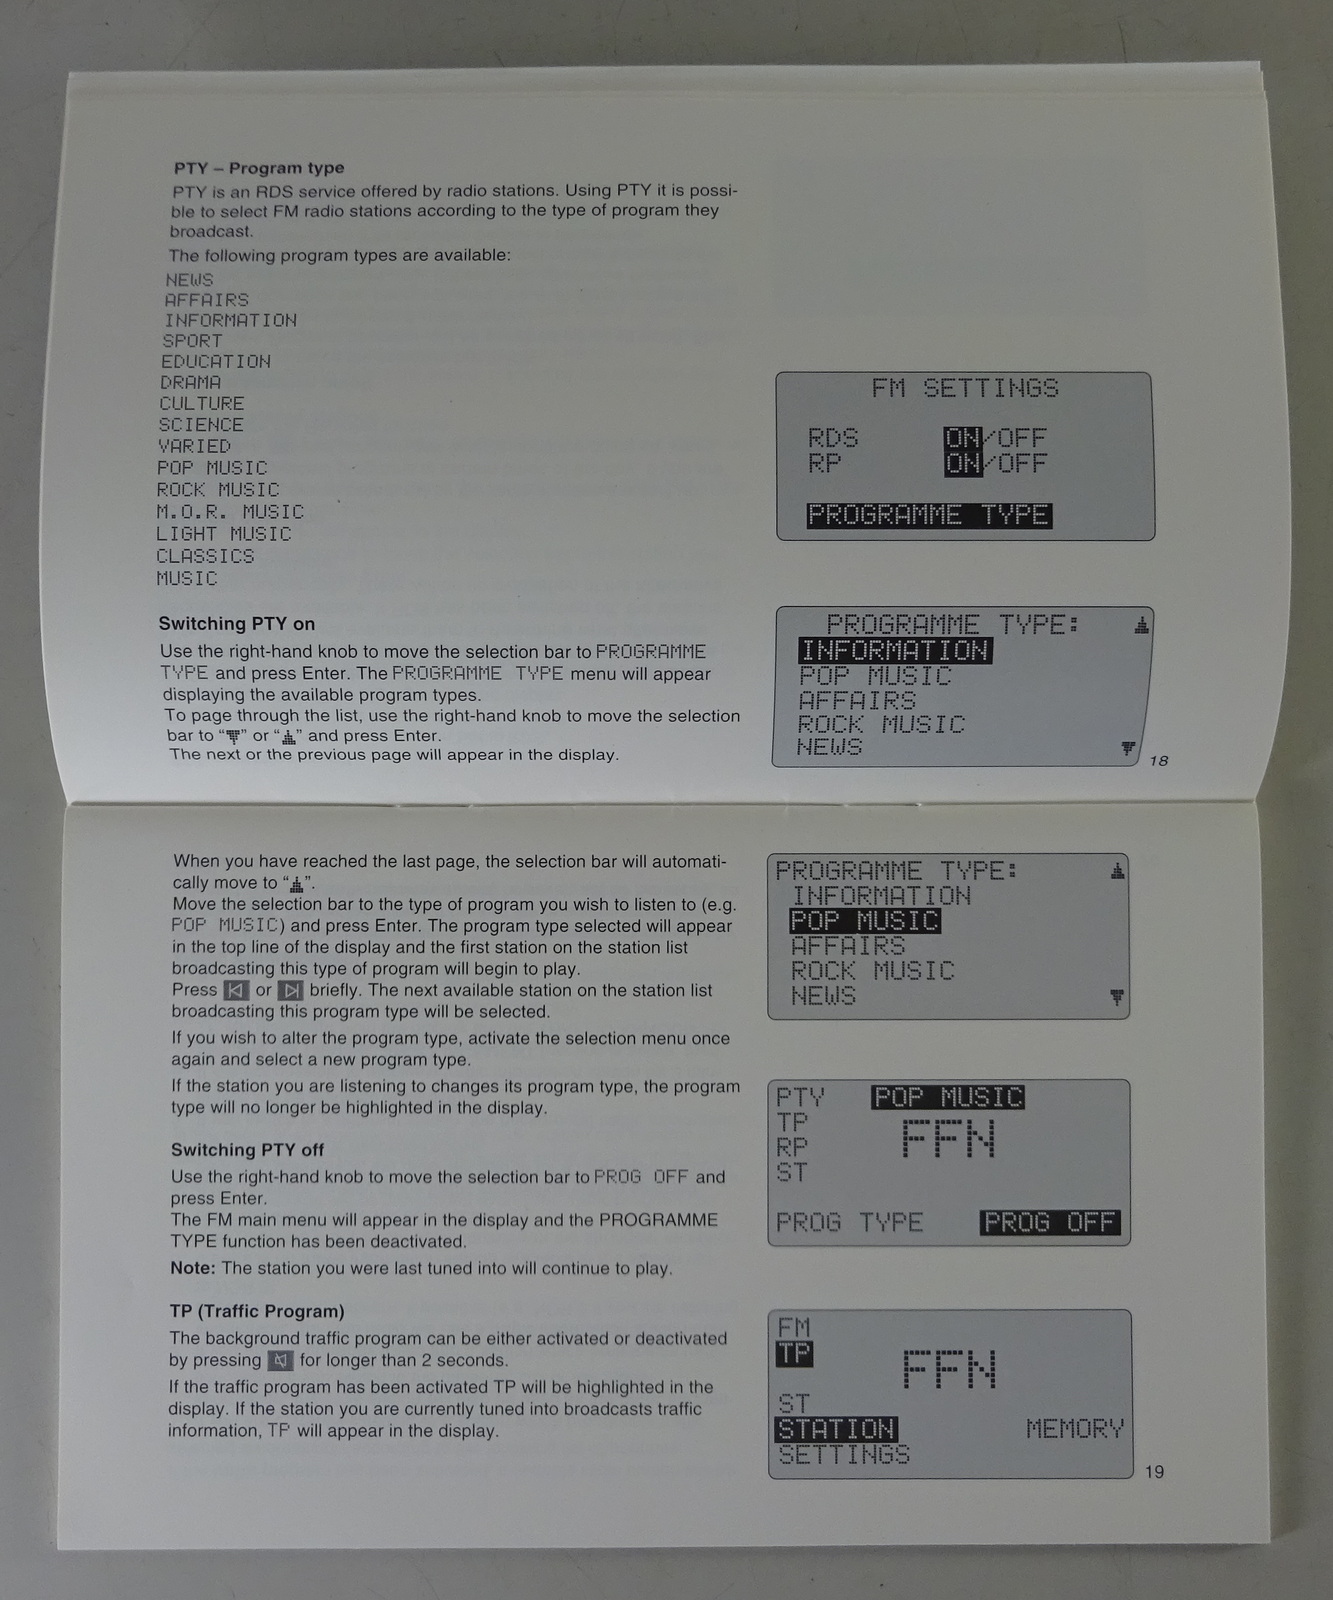 PTY – Program type
PTY is an RDS service offered by radio stations. Using PTY it is possi-
ble to select FM radio stations according to the type of program they
broadcast.
The following program types are available:
NEWS
AFFAIRS
INFORMATION
SPORT
EDUCATION
DRAMA
CULTURE
SCIENCE
VARIED
POP MUSIC
ROCK MUSIC
M.O.R. MUSIC
LIGHT MUSIC
CLASSICS
MUSIC
Switching PTY on
Use the right-hand knob to move the selection bar to PROGRAMME
TYPE and press Enter. The PROGRAMME TYPE menu will appear
displaying the available program types.
To page through the list, use the right-hand knob to move the selection
bar to “” or “” and press Enter.
The next or the previous page will appear in the display.
FM SETTINGS
RDS ON/OFF
RP ON/OFF
PROGRAMME TYPE
PROGRAMME TYPE:
INFORMATION
POP MUSIC
AFFAIRS
ROCK MUSIC
NEWS
18
When you have reached the last page, the selection bar will automati-
cally move to “”.
Move the selection bar to the type of program you wish to listen to (e.g.
POP MUSIC) and press Enter. The program type selected will appear
in the top line of the display and the first station on the station list
broadcasting this type of program will begin to play.
Press or briefly. The next available station on the station list
broadcasting this program type will be selected.
If you wish to alter the program type, activate the selection menu once
again and select a new program type.
If the station you are listening to changes its program type, the program
type will no longer be highlighted in the display.
Switching PTY off
Use the right-hand knob to move the selection bar to PROG OFF and
press Enter.
The FM main menu will appear in the display and the PROGRAMME
TYPE function has been deactivated.
Note: The station you were last tuned into will continue to play.
TP (Traffic Program)
The background traffic program can be either activated or deactivated
by pressing for longer than 2 seconds.
If the traffic program has been activated TP will be highlighted in the
display. If the station you are currently tuned into broadcasts traffic
information, TP will appear in the display.
PROGRAMME TYPE:
INFORMATION
POP MUSIC
AFFAIRS
ROCK MUSIC
NEWS
PTY POP MUSIC
TP
FFN
RP
ST
PROG TYPE PROG OFF
FM
TP
FFN
ST
STATION MEMORY
SETTINGS
19